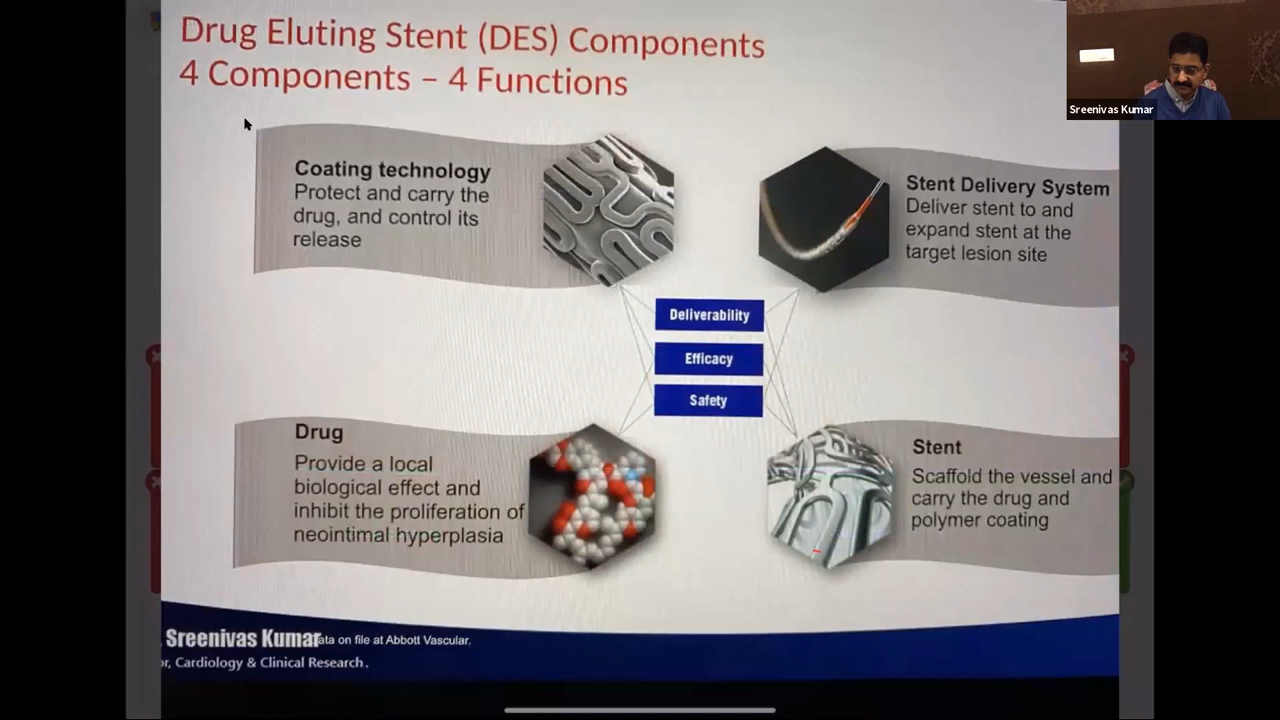 Drug Eluting Stent (DES) Components
4 Components – 4 Functions
Sreenivas Kumar
Coating technology
Protect and carry the
drug, and control its
release
Stent Delivery System
Deliver stent to and
expand stent at the
target lesion site
Deliverability
Efficacy
Safety
Drug
Provide a local
biological effect and
inhibit the proliferation of
neointimal hyperplasia
Stent
Scaffold the vessel and
carry the drug and
polymer coating
Sreenivas Kumar
ata on file at Abbott Vascular.
r, Cardiology & Clinical Research.